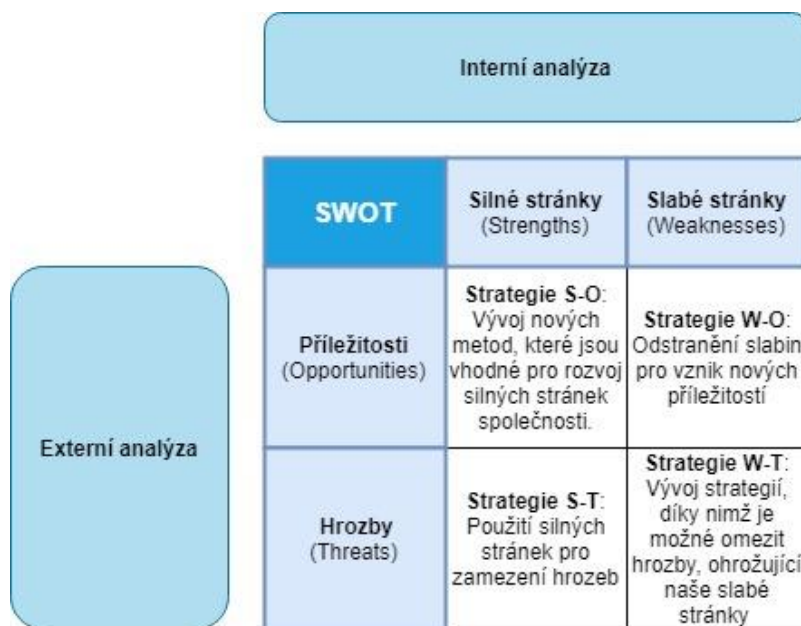 Interní analýza
SWOT
Silné stránky
(Strengths)
Slabé stránky
(Weaknesses)
Externí analýza
Příležitosti
(Opportunities)
Strategie S-O:
Vývoj nových
metod, které jsou
vhodné pro rozvoj
silných stránek
společnosti.
Strategie W-O:
Odstranění slabin
pro vznik nových
příležitostí
Hrozby
(Threats)
Strategie S-T:
Použití silných
stránek pro
zamezení hrozeb
Strategie W-T:
Vývoj strategií,
díky nimž je
možné omezit
hrozby, ohrožující
naše slabé
stránky